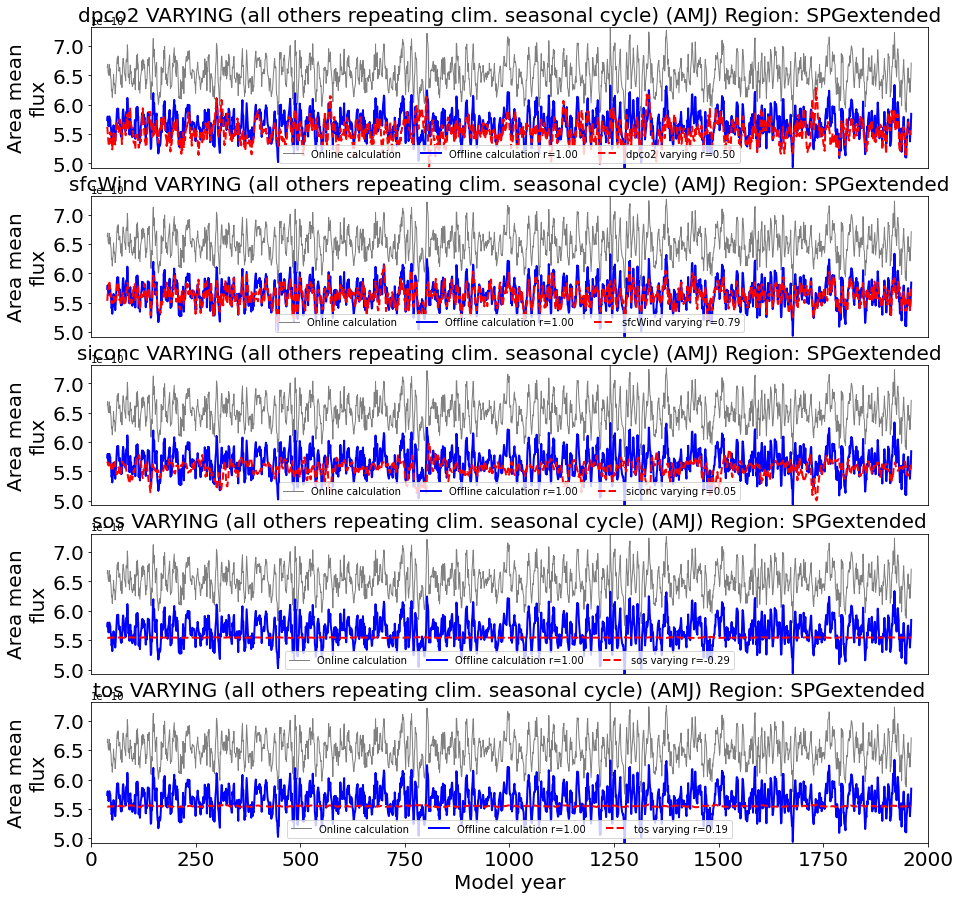 dpco2 VARYING (all others repeating clim. seasonal cycle) (AMJ) Region: SPGextended
1e−10
7.0
6.5
6.0
5.5
5.0
Area mean
flux
Online calculation Offline calculation r=1.00 dpco2 varying r=0.50
sfcWind VARYING (all others repeating clim. seasonal cycle) (AMJ) Region: SPGextended
1e−10
7.0
6.5
6.0
5.5
5.0
Area mean
flux
Online calculation Offline calculation r=1.00 sfcWind varying r=0.79
siconc VARYING (all others repeating clim. seasonal cycle) (AMJ) Region: SPGextended
1e−10
7.0
6.5
6.0
5.5
5.0
Area mean
flux
Online calculation Offline calculation r=1.00 siconc varying r=0.05
sos VARYING (all others repeating clim. seasonal cycle) (AMJ) Region: SPGextended
1e−10
7.0
6.5
6.0
5.5
5.0
Area mean
flux
Online calculation Offline calculation r=1.00 sos varying r=-0.29
tos VARYING (all others repeating clim. seasonal cycle) (AMJ) Region: SPGextended
1e−10
7.0
6.5
6.0
5.5
5.0
Area mean
flux
Online calculation Offline calculation r=1.00 tos varying r=0.19
0 250 500 750 1000 1250 1500 1750 2000
Model year